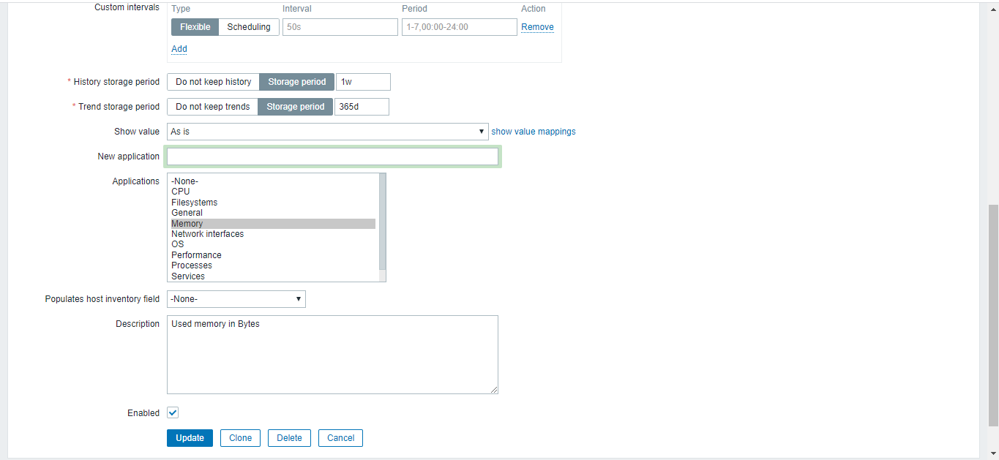 Custom intervals Type Interval Period Action
Flexible Scheduling 50s 1-7,00:00-24:00 Remove
Add
* History storage period Do not keep history Storage period 1w
* Trend storage period Do not keep trends Storage period 365d
Show value As is show value mappings
New application
Applications -None-
CPU
Filesystems
General
Memory
Network interfaces
OS
Performance
Processes
Services
Populates host inventory field -None-
Description Used memory in Bytes
Enabled
Update Clone Delete Cancel